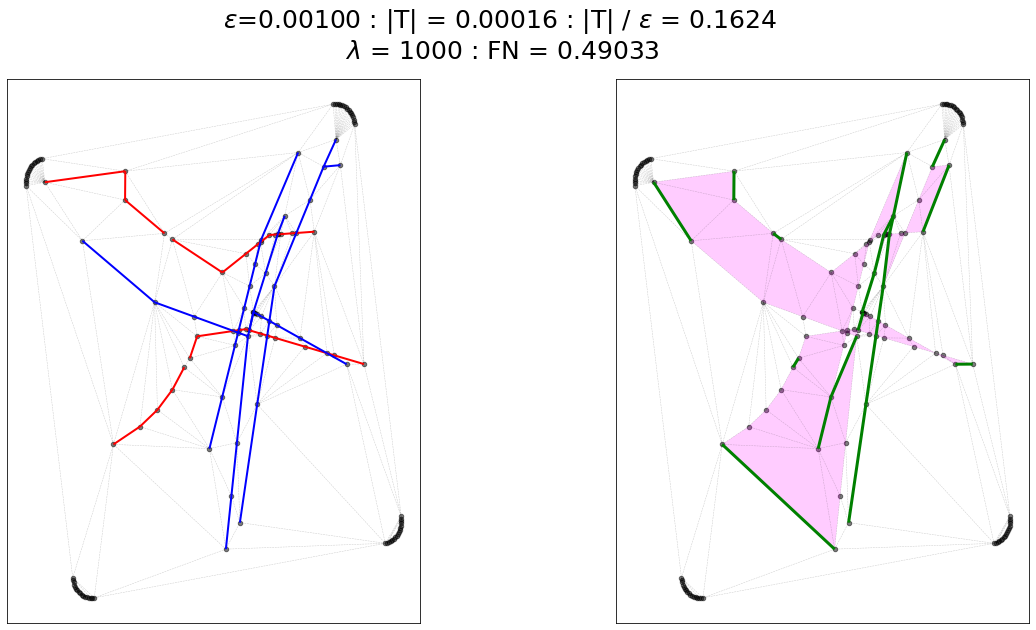 ε=0.00100 : |T| = 0.00016 : |T| / ε = 0.1624
λ = 1000 : FN = 0.49033